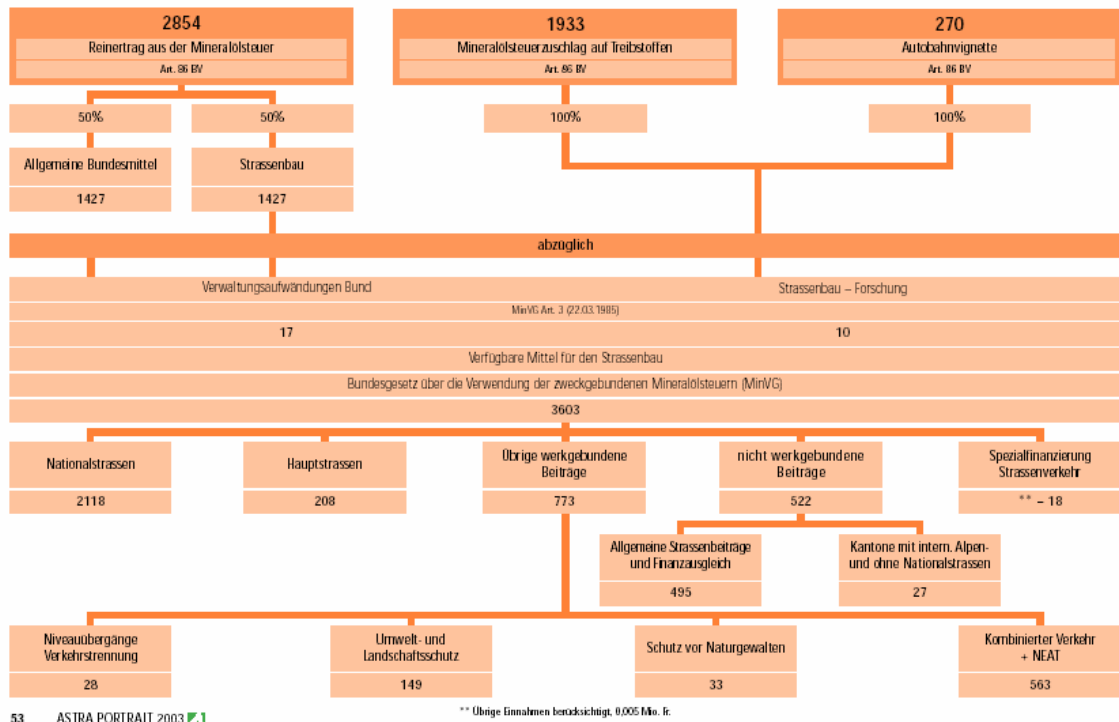 2854
Reinertrag aus der Mineralölsteuer
Art. 86 BV
1933
Mineralölsteuerzuschlag auf Treibstoffen
Art. 86 BV
270
Autobahnvignette
Art. 86 BV
50%
50%
100%
100%
Allgemeine Bundesmittel
1427
Strassenbau
1427
abzüglich
Verwaltungsaufwändungen Bund
Strassenbau – Forschung
MinVG Art. 3 (22.03.1985)
17
10
Verfügbare Mittel für den Strassenbau
Bundesgesetz über die Verwendung der zweckgebundenen Mineralölsteuern (MinVG)
3603
Nationalstrassen
2118
Hauptstrassen
208
Übrige werkgebundene
Beiträge
773
nicht werkgebundene
Beiträge
522
Spezialfinanzierung
Strassenverkehr
** – 18
Allgemeine Strassenbeiträge
und Finanzausgleich
495
Kantone mit intern. Alpen-
und ohne Nationalstrassen
27
Niveauübergänge
Verkehrstrennung
28
Umwelt- und
Landschaftsschutz
149
Schutz vor Naturgewalten
33
Kombinierter Verkehr
+ NEAT
563
** Übrige Einnahmen berücksichtigt, 0,005 Mio. Fr.
53 ASTRA PORTRAIT 2003